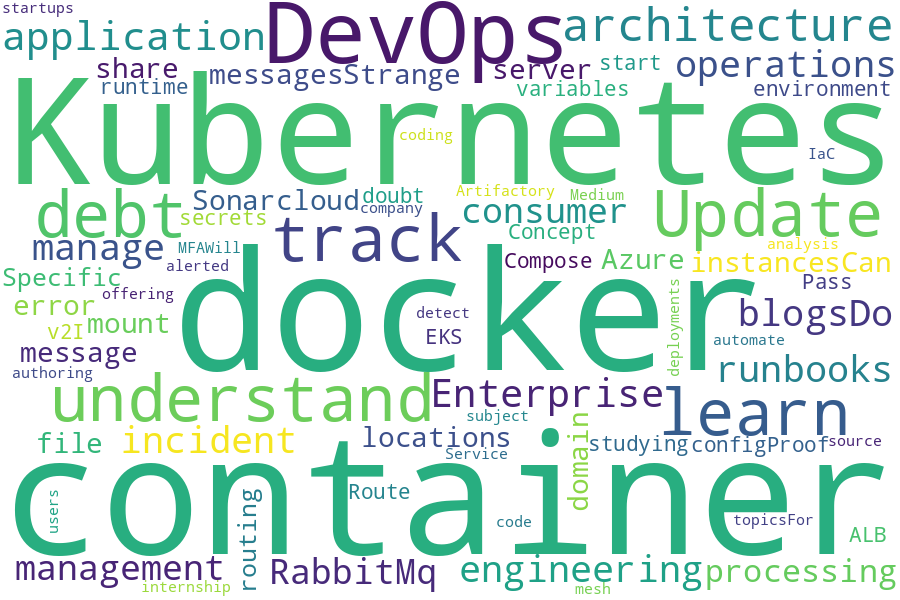 startups
DevOps
architecture
application
share
messagesStrange
server
start
operations
runtime
variables
environment
Kubernetes
coding
IaC
debt
Sonarcloud
doubt
company
Artifactory
Medium
secrets
track
consumer
Update
manage
MFAWill
Concept
analysis
Specific
alerted
docker
Compose
Azure
instancesCan
error
offering
detect
deployments
Pass
v2I
mount
EKS
blogsDo
message
automate
authoring
understand
Enterprise
runbooks
learn
subject
file
incident
locations
Service
domain
studying
configProof
source
container
users
routing
Route
code
topicsFor
ALB
management
internship
RabbitMq
engineering
mesh
processing